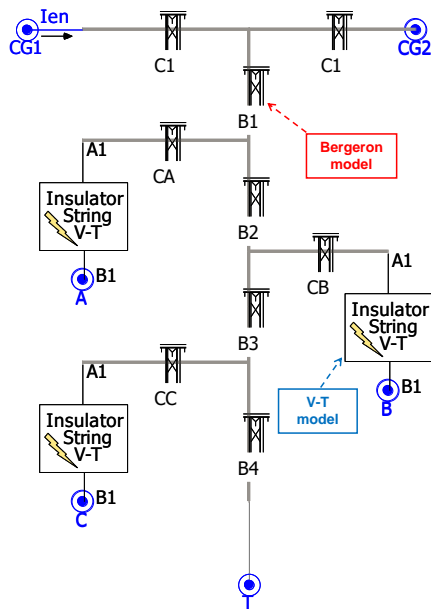 Ien
CG1
CG2
C1
C1
B1
Bergeron
model
A1
CA
Insulator
String
V-T
B2
B1
A
A1
CB
Insulator
String
V-T
B3
A1
CC
B1
B
V-T
model
Insulator
String
V-T
B4
B1
C
T